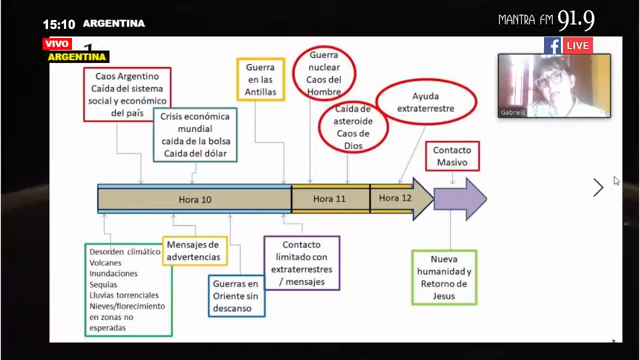 15:10 ARGENTINA
MANTRA FM 91.9
VIVO
ARGENTINA
LIVE
Gabriel
Caos Argentino
Caída del sistema
social y económico
del país
Crisis económica
mundial
caida de la bolsa
Caida del dólar
Guerra
en las
Antillas
Guerra
nuclear
Caos del
Hombre
Caída de
asteroide
Caos de
Dios
Ayuda
extraterrestre
Contacto
Masivo
Hora 10
Hora 11
Hora 12
Desorden climático
Volcanes
Inundaciones
Sequias
Lluvias torrenciales
Nieves/florecimiento
en zonas no
esperadas
Mensajes de
advertencias
Guerras en
Oriente sin
descanso
Contacto
limitado con
extraterrestres
/ mensajes
Nueva
humanidad y
Retorno de
Jesus